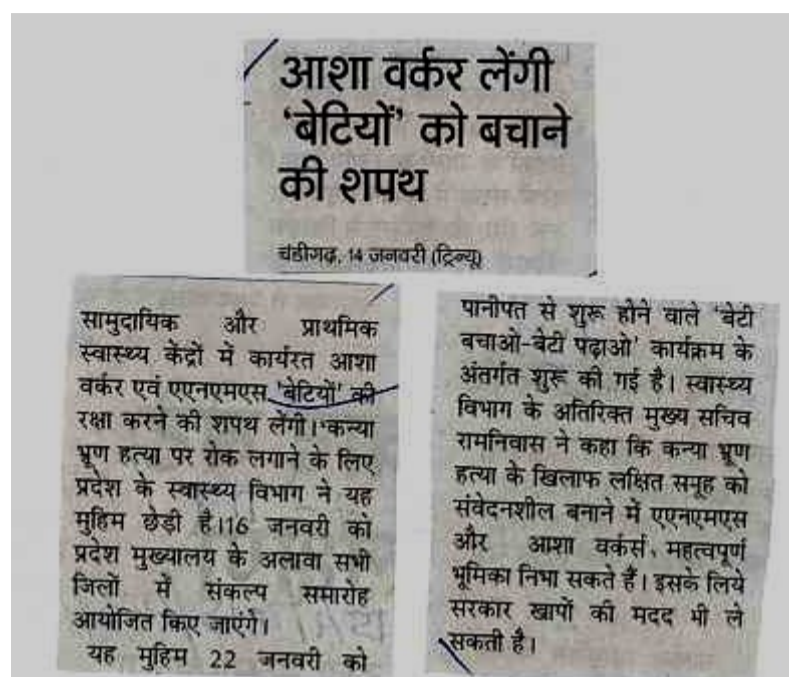 आशा वर्कर लेंगी
'बेटियों' को बचाने
की शपथ
चंडीगढ़, 14 जनवरी (ट्रिन्यू)
सामुदायिक और प्राथमिक
स्वास्थ्य केंद्रों में कार्यरत आशा
वर्कर एवं एएनएमएस 'बेटियों' की
रक्षा करने की शपथ लेंगी। कन्या
भ्रूण हत्या पर रोक लगाने के लिए
प्रदेश के स्वास्थ्य विभाग ने यह
मुहिम छेड़ी है।16 जनवरी को
प्रदेश मुख्यालय के अलावा सभी
जिलों में संकल्प समारोह
आयोजित किए जाएंगे।
यह मुहिम 22 जनवरी को
पानीपत से शुरू होने वाले 'बेटी
बचाओ-बेटी पढ़ाओ' कार्यक्रम के
अंतर्गत शुरू की गई है। स्वास्थ्य
विभाग के अतिरिक्त मुख्य सचिव
रामनिवास ने कहा कि कन्या भ्रूण
हत्या के खिलाफ लक्षित समूह को
संवेदनशील बनाने में एएनएमएस
और आशा वर्कर्स, महत्वपूर्ण
भूमिका निभा सकते हैं। इसके लिये
सरकार खापों की मदद भी ले
सकती है।